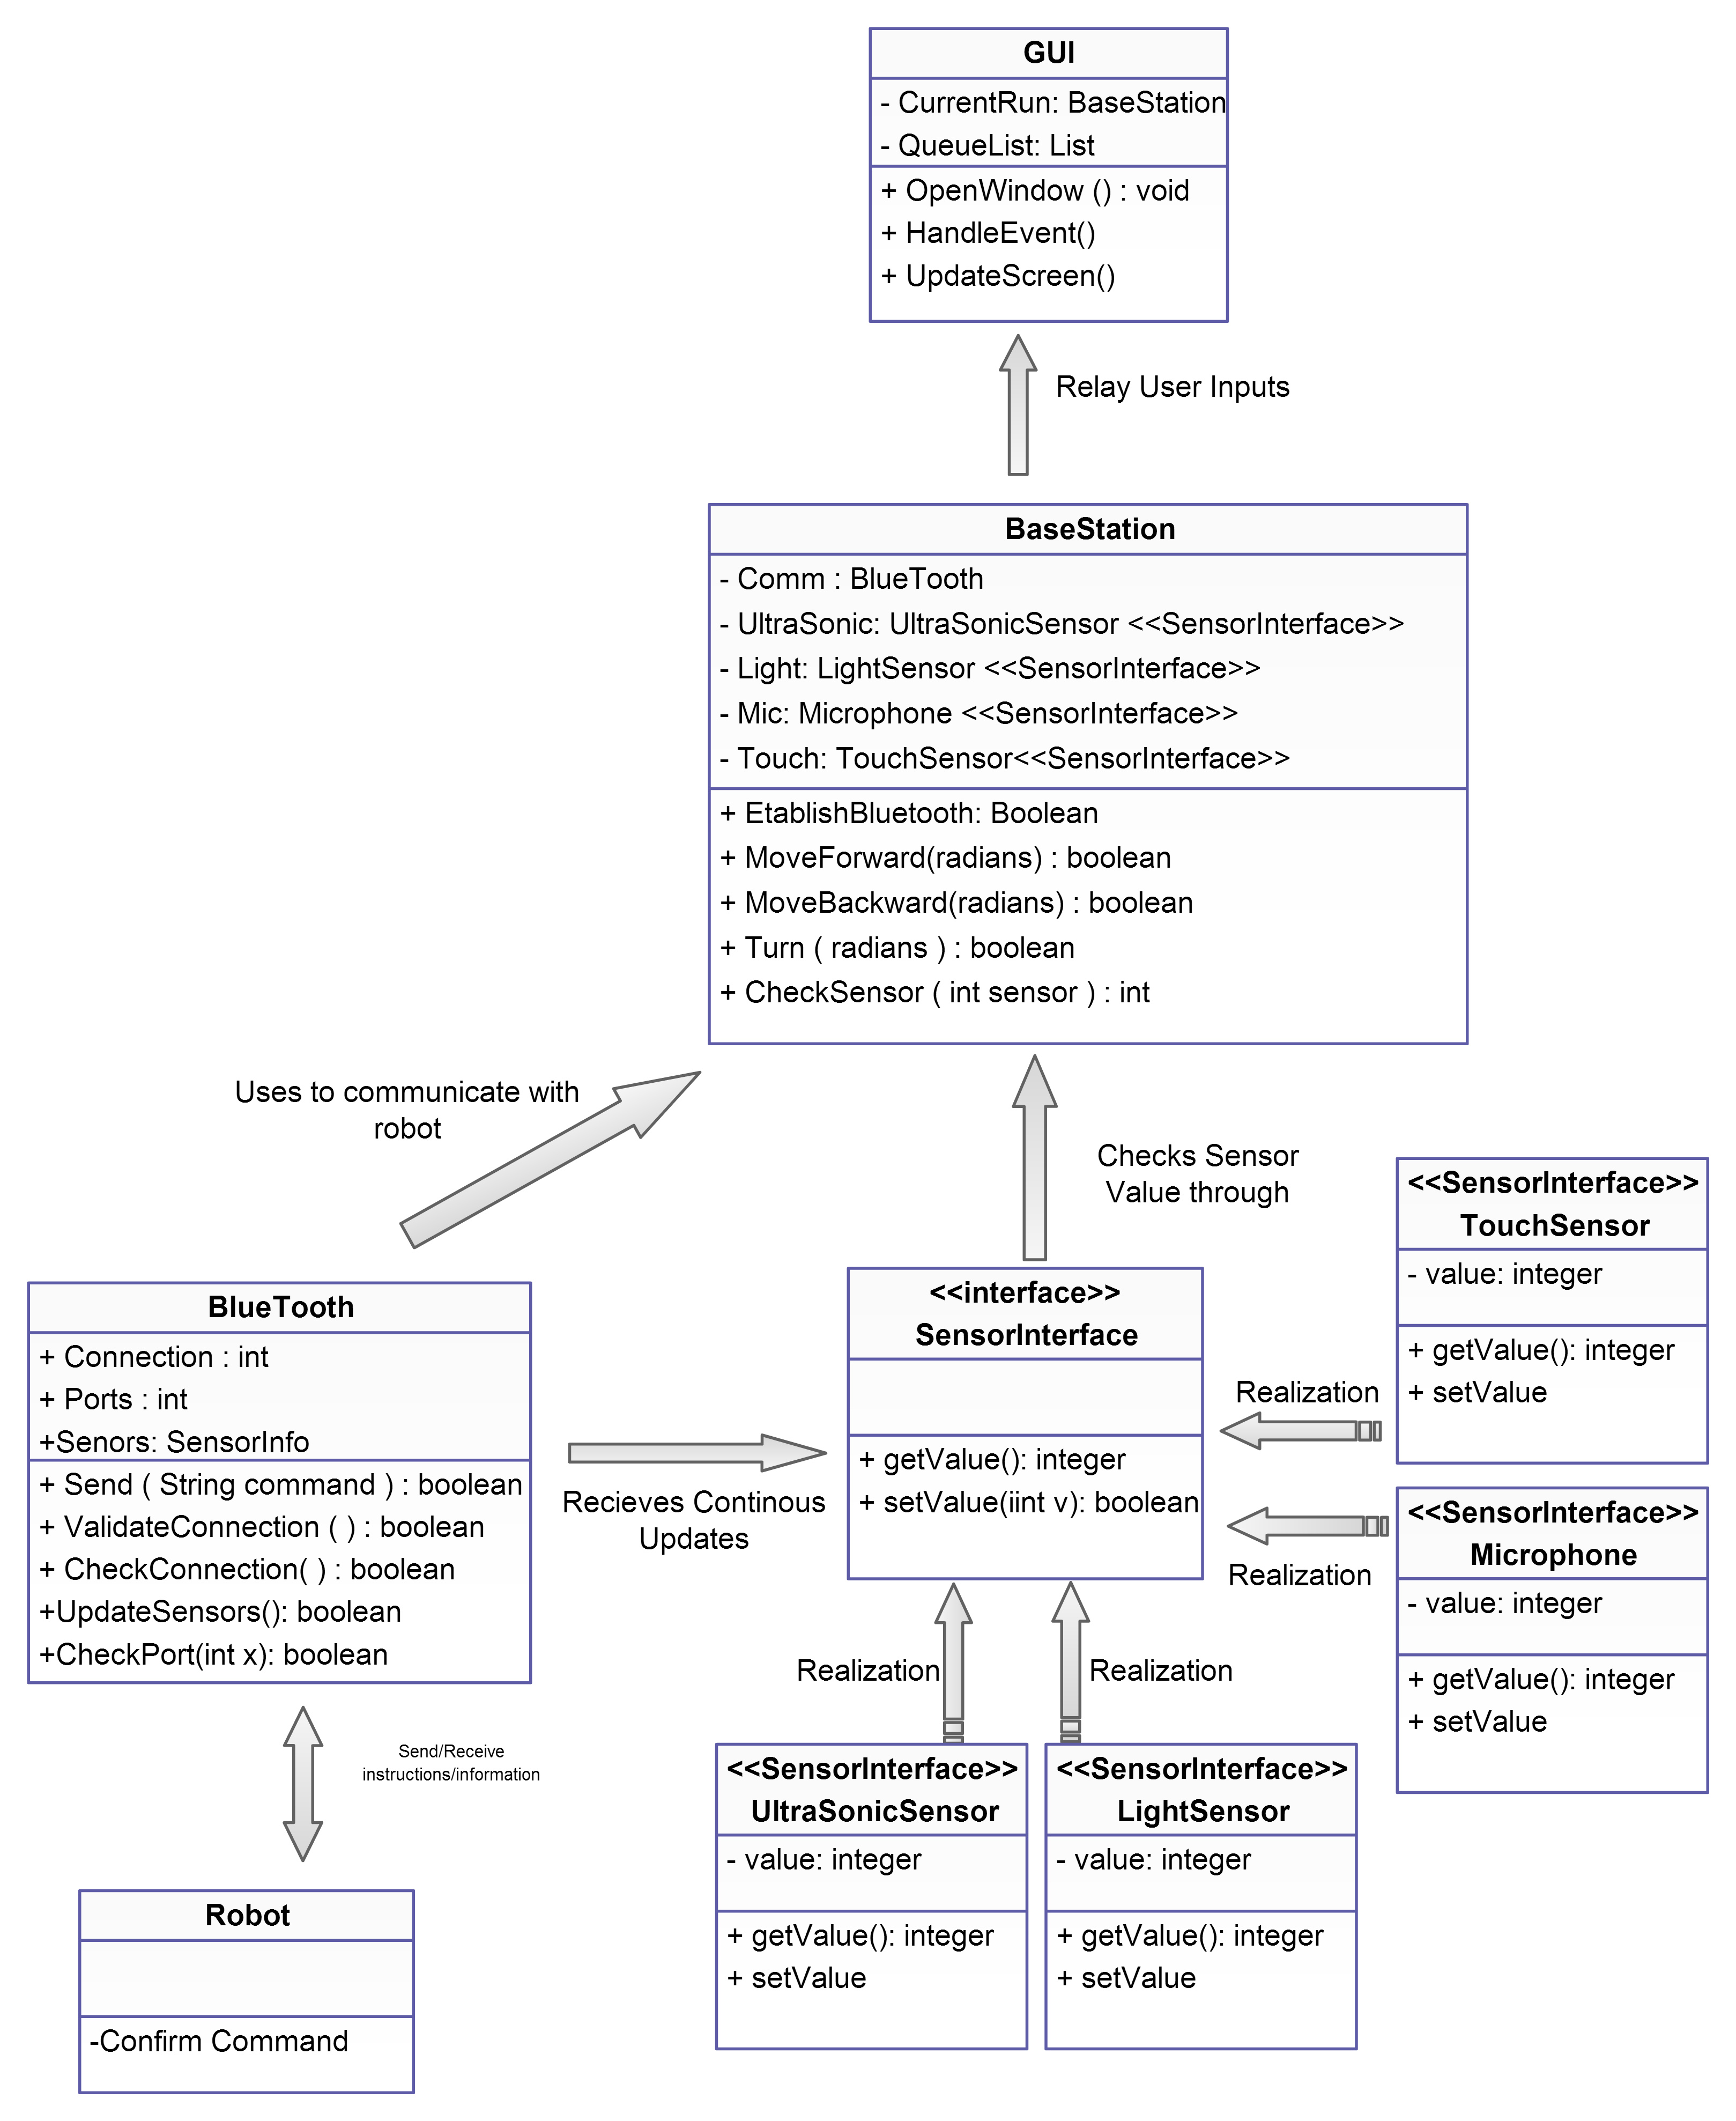 GUI
- CurrentRun: BaseStation
- QueueList: List
+ OpenWindow () : void
+ HandleEvent()
+ UpdateScreen()
Relay User Inputs
BaseStation
- Comm : BlueTooth
- UltraSonic: UltraSonicSensor <<SensorInterface>>
- Light: LightSensor <<SensorInterface>>
- Mic: Microphone <<SensorInterface>>
- Touch: TouchSensor<<SensorInterface>>
+ EtablishBluetooth: Boolean
+ MoveForward(radians) : boolean
+ MoveBackward(radians) : boolean
+ Turn ( radians ) : boolean
+ CheckSensor ( int sensor ) : int
Uses to communicate with
robot
Checks Sensor
Value through
BlueTooth
+ Connection : int
+ Ports : int
+Senors: SensorInfo
+ Send ( String command ) : boolean
+ ValidateConnection ( ) : boolean
+ CheckConnection( ) : boolean
+UpdateSensors(): boolean
+CheckPort(int x): boolean
Recieves Continous
Updates
<<interface>>
SensorInterface
+ getValue(): integer
+ setValue(iint v): boolean
<<SensorInterface>>
TouchSensor
- value: integer
+ getValue(): integer
+ setValue
Realization
<<SensorInterface>>
Microphone
- value: integer
+ getValue(): integer
+ setValue
Realization
Realization
Realization
<<SensorInterface>>
UltraSonicSensor
- value: integer
+ getValue(): integer
+ setValue
<<SensorInterface>>
LightSensor
- value: integer
+ getValue(): integer
+ setValue
Send/Receive
instructions/information
Robot
-Confirm Command